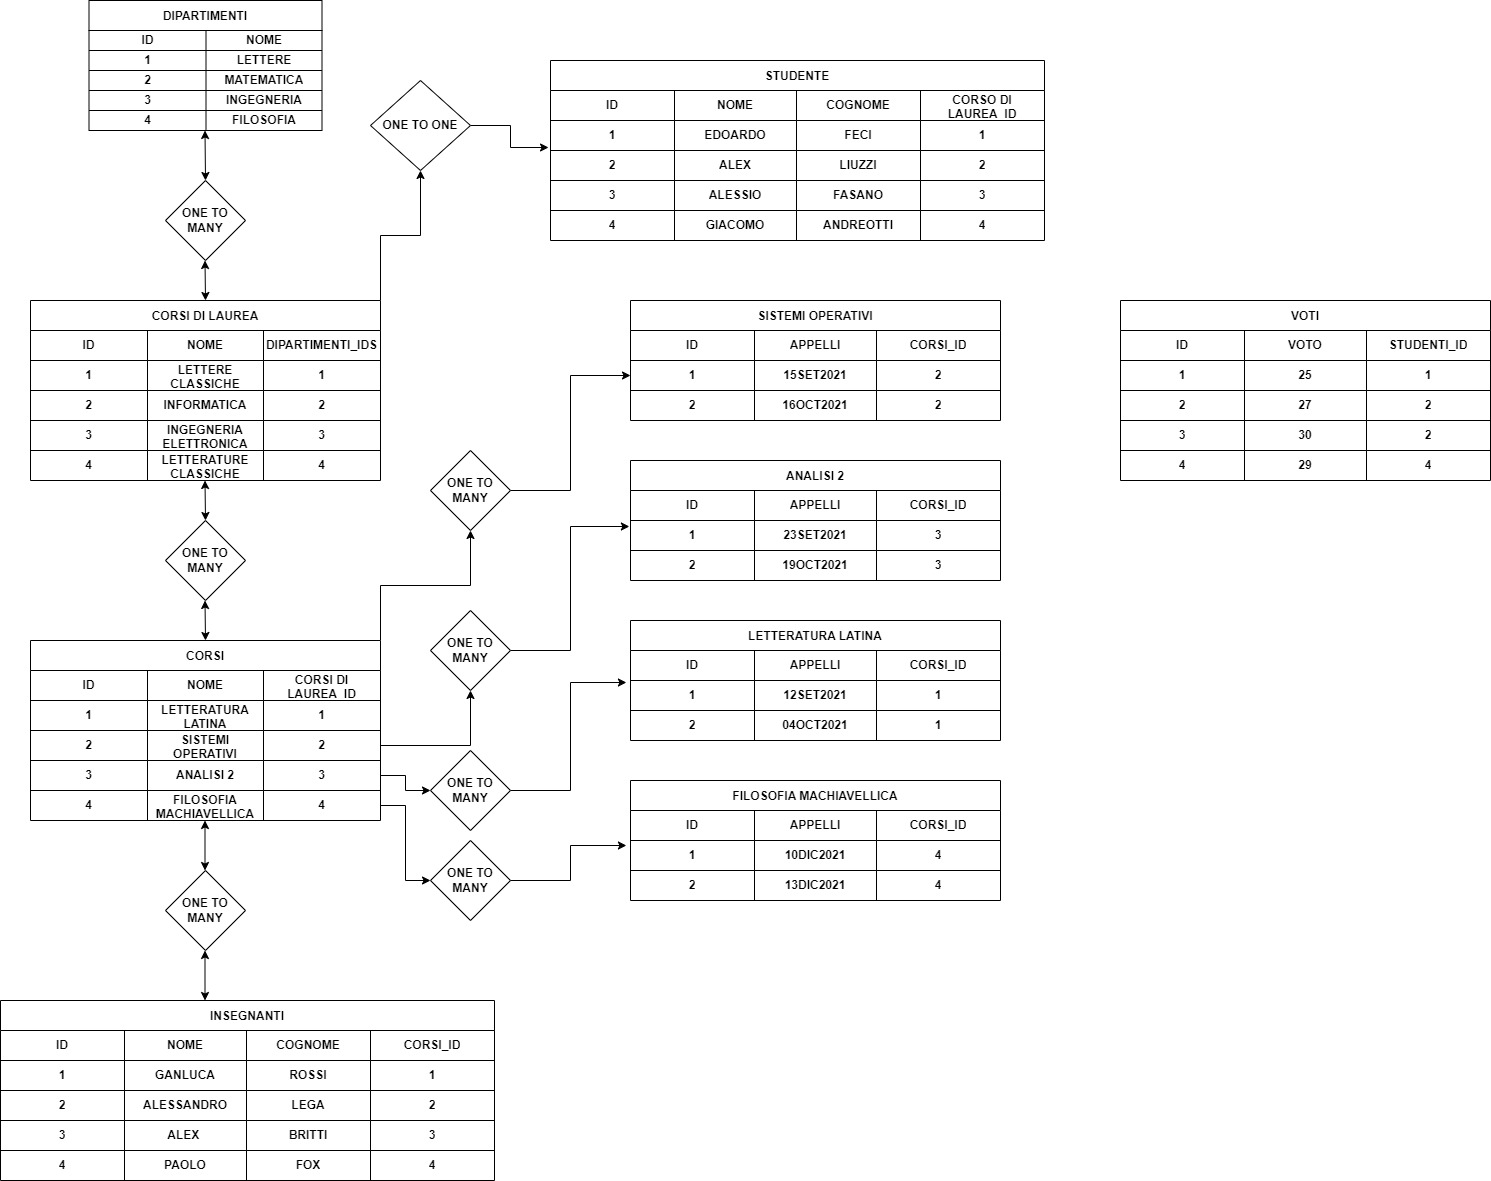 DIPARTIMENTI
ID NOME
1 LETTERE
2 MATEMATICA
3 INGEGNERIA
4 FILOSOFIA
ONE TO
MANY
ONE TO ONE
STUDENTE
ID NOME COGNOME CORSO DI
LAUREA_ID
1 EDOARDO FECI 1
2 ALEX LIUZZI 2
3 ALESSIO FASANO 3
4 GIACOMO ANDREOTTI 4
CORSI DI LAUREA
ID NOME DIPARTIMENTI_IDS
1 LETTERE
CLASSICHE 1
2 INFORMATICA 2
3 INGEGNERIA
ELETTRONICA 3
4 LETTERATURE
CLASSICHE 4
ONE TO
MANY
CORSI
ID NOME CORSI DI
LAUREA_ID
1 LETTERATURA
LATINA 1
2 SISTEMI
OPERATIVI 2
3 ANALISI 2 3
4 FILOSOFIA
MACHIAVELLICA 4
ONE TO
MANY
INSEGNANTI
ID NOME COGNOME CORSI_ID
1 GANLUCA ROSSI 1
2 ALESSANDRO LEGA 2
3 ALEX BRITTI 3
4 PAOLO FOX 4
ONE TO
MANY
ONE TO
MANY
ONE TO
MANY
ONE TO
MANY
SISTEMI OPERATIVI
ID APPELLI CORSI_ID
1 15SET2021 2
2 16OCT2021 2
ANALISI 2
ID APPELLI CORSI_ID
1 23SET2021 3
2 19OCT2021 3
LETTERATURA LATINA
ID APPELLI CORSI_ID
1 12SET2021 1
2 04OCT2021 1
FILOSOFIA MACHIAVELLICA
ID APPELLI CORSI_ID
1 10DIC2021 4
2 13DIC2021 4
VOTI
ID VOTO STUDENTI_ID
1 25 1
2 27 2
3 30 2
4 29 4